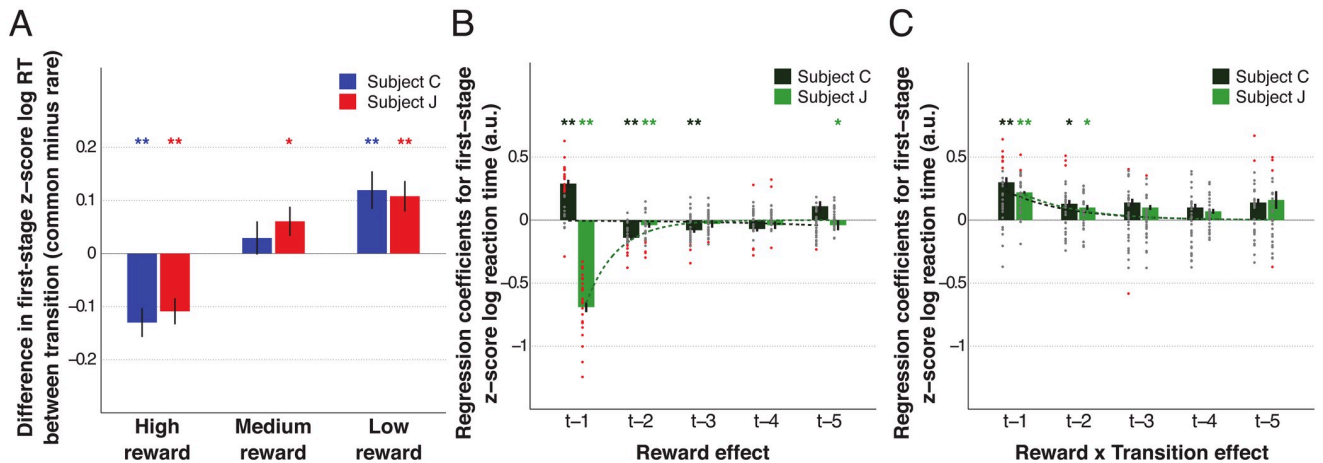 A
Difference in first-stage z-score log RT
between transition (common minus rare)
0.2
0.1
0
−0.1
−0.2
Subject C
Subject J
** **
*
** **
High
reward
Medium
reward
Low
reward
B
Regression coefficients for first–stage
z–score log reaction time (a.u.)
0.5
0
−0.5
−1
Subject C
Subject J
** **
** **
**
*
t–1
t–2
t–3
t–4
t–5
Reward effect
C
Regression coefficients for first–stage
z–score log reaction time (a.u.)
0.5
0
−0.5
−1
Subject C
Subject J
** **
* *
t–1
t–2
t–3
t–4
t–5
Reward x Transition effect